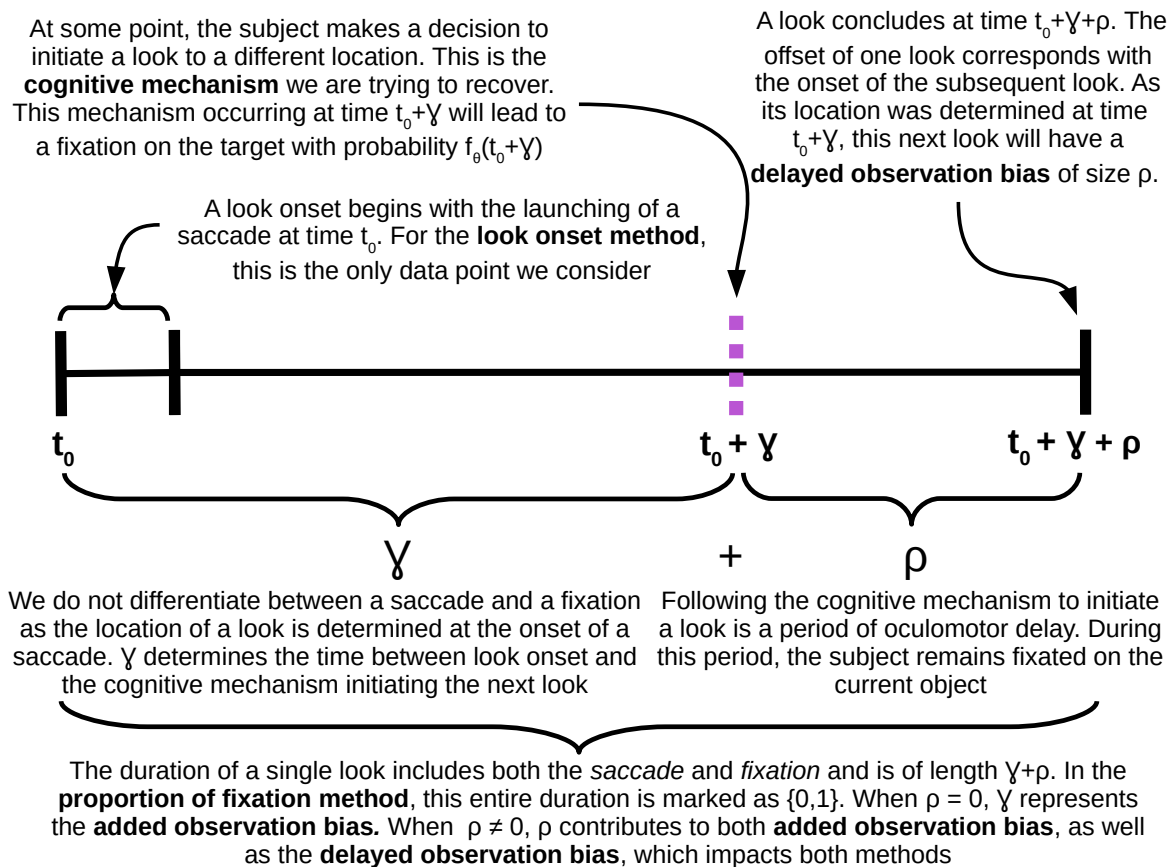 At some point, the subject makes a decision to
initiate a look to a different location. This is the
cognitive mechanism we are trying to recover.
This mechanism occurring at time t₀+Ɣ will lead to
a fixation on the target with probability fθ(t₀+Ɣ)
A look concludes at time t₀+Ɣ+ρ. The
offset of one look corresponds with
the onset of the subsequent look. As
its location was determined at time
t₀+Ɣ, this next look will have a
delayed observation bias of size ρ.
A look onset begins with the launching of a
saccade at time t₀. For the look onset method,
this is the only data point we consider
t₀
t₀ + Ɣ
t₀ + Ɣ + ρ
Ɣ + ρ
We do not differentiate between a saccade and a fixation
as the location of a look is determined at the onset of a
saccade. Ɣ determines the time between look onset and
the cognitive mechanism initiating the next look
Following the cognitive mechanism to initiate
a look is a period of oculomotor delay. During
this period, the subject remains fixated on the
current object
The duration of a single look includes both the saccade and fixation and is of length Ɣ+ρ. In the
proportion of fixation method, this entire duration is marked as {0,1}. When ρ = 0, Ɣ represents
the added observation bias. When ρ ≠ 0, ρ contributes to both added observation bias, as well
as the delayed observation bias, which impacts both methods